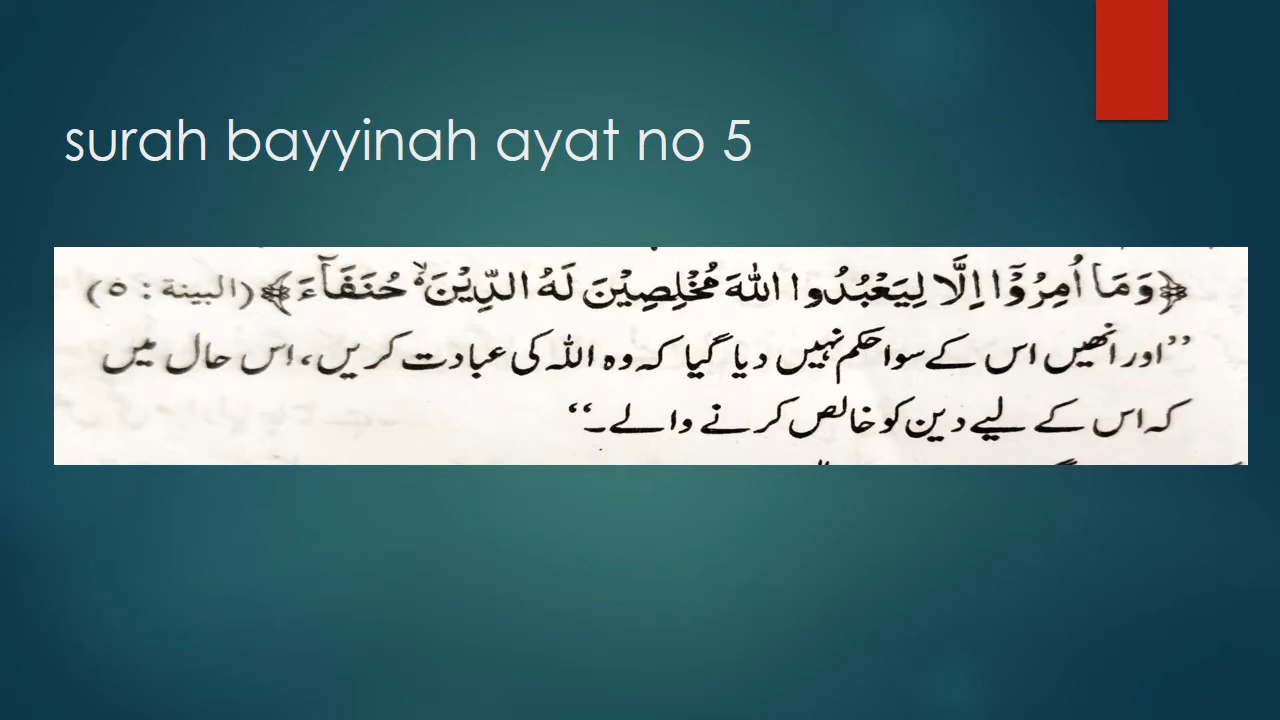 surah bayyinah ayat no 5
﴿وَمَا اُمِرُوْٓا اِلَّا لِيَعْبُدُوا اللّٰهَ مُخْلِصِيْنَ لَهُ الدِّيْنَ ۙ حُنَفَآءَ﴾ (البينة : ٥)
’’اور انھیں اس کے سوا حکم نہیں دیا گیا کہ وہ اللہ کی عبادت کریں، اس حال میں
کہ اس کے لیے دین کو خالص کرنے والے۔‘‘